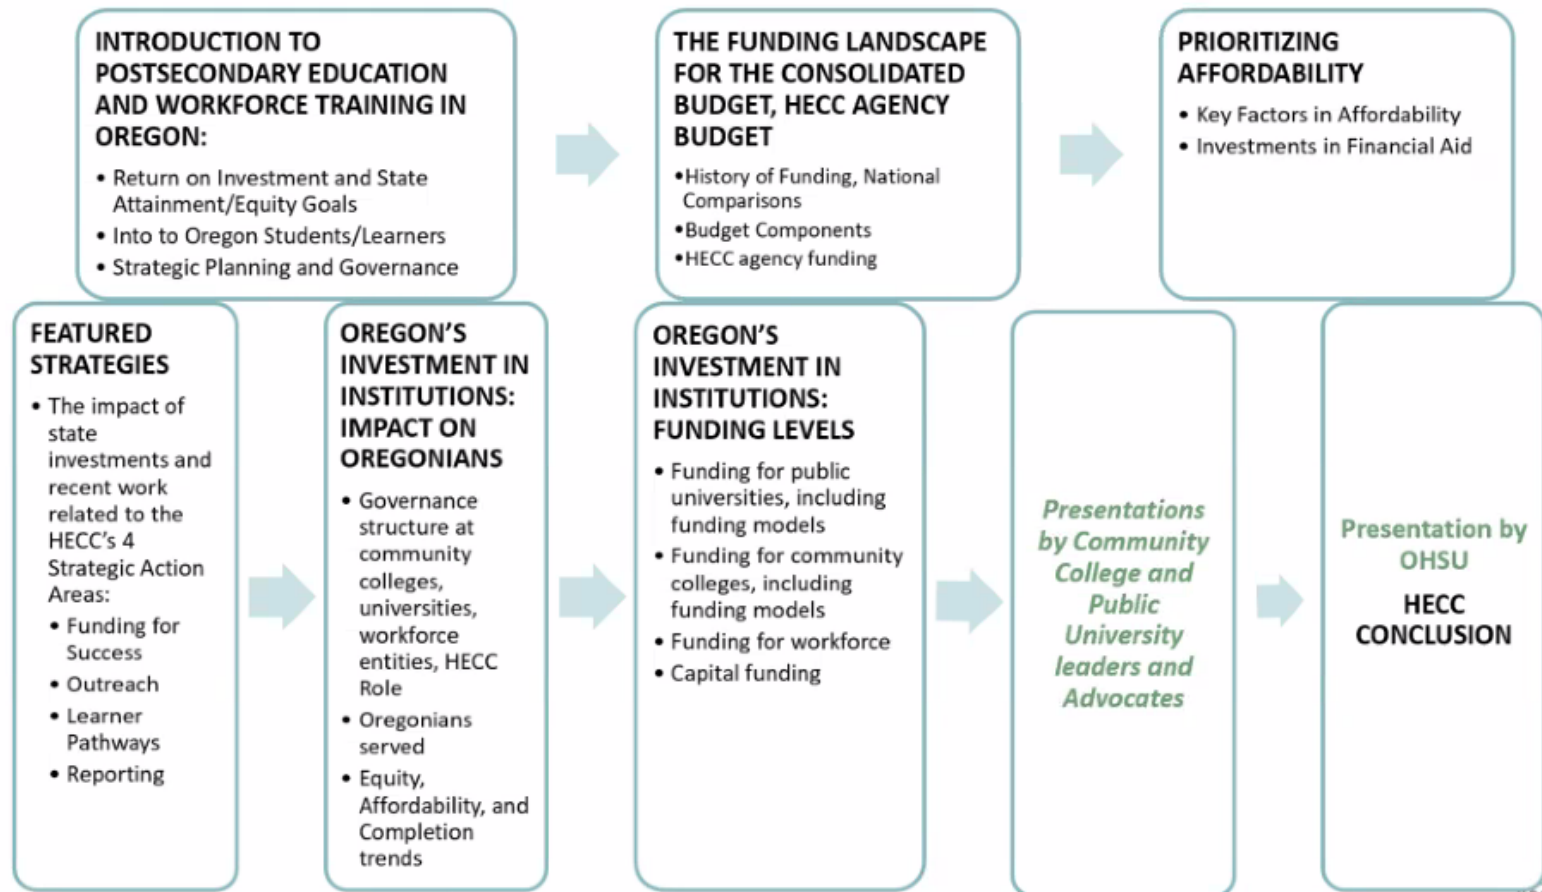 INTRODUCTION TO
POSTSECONDARY EDUCATION
AND WORKFORCE TRAINING IN
OREGON:
• Return on Investment and State
Attainment/Equity Goals
• Into to Oregon Students/Learners
• Strategic Planning and Governance
THE FUNDING LANDSCAPE
FOR THE CONSOLIDATED
BUDGET, HECC AGENCY
BUDGET
•History of Funding, National
Comparisons
•Budget Components
•HECC agency funding
PRIORITIZING
AFFORDABILITY
• Key Factors in Affordability
• Investments in Financial Aid
FEATURED
STRATEGIES
• The impact of
state
investments and
recent work
related to the
HECC's 4
Strategic Action
Areas:
• Funding for
Success
• Outreach
• Learner
Pathways
• Reporting
OREGON'S
INVESTMENT IN
INSTITUTIONS:
IMPACT ON
OREGONIANS
• Governance
structure at
community
colleges,
universities,
workforce
entities, HECC
Role
• Oregonians
served
• Equity,
Affordability, and
Completion
trends
OREGON'S
INVESTMENT IN
INSTITUTIONS:
FUNDING LEVELS
• Funding for public
universities, including
funding models
• Funding for community
colleges, including
funding models
• Funding for workforce
• Capital funding
Presentations
by Community
College and
Public
University
leaders and
Advocates
Presentation by
OHSU
HECC
CONCLUSION